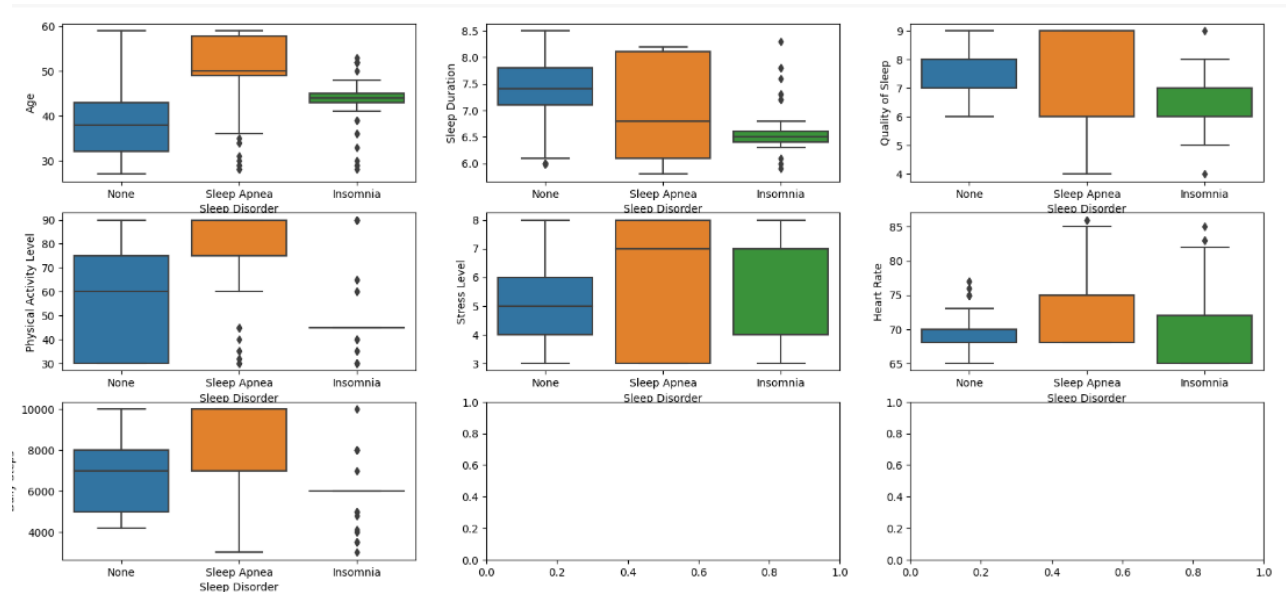 60
50
40
30
Age
None Sleep Apnea Insomnia
Sleep Disorder
8.5
8.0
7.5
7.0
6.5
6.0
Sleep Duration
None Sleep Apnea Insomnia
Sleep Disorder
9
8
7
6
5
4
Quality of Sleep
None Sleep Apnea Insomnia
Sleep Disorder
90
80
70
60
50
40
30
Physical Activity Level
None Sleep Apnea Insomnia
Sleep Disorder
8
7
6
5
4
3
Stress Level
None Sleep Apnea Insomnia
Sleep Disorder
85
80
75
70
65
Heart Rate
None Sleep Apnea Insomnia
Sleep Disorder
10000
8000
6000
4000
None Sleep Apnea Insomnia
Sleep Disorder
1.0
0.8
0.6
0.4
0.2
0.0
0.0 0.2 0.4 0.6 0.8 1.0
1.0
0.8
0.6
0.4
0.2
0.0
0.0 0.2 0.4 0.6 0.8 1.0